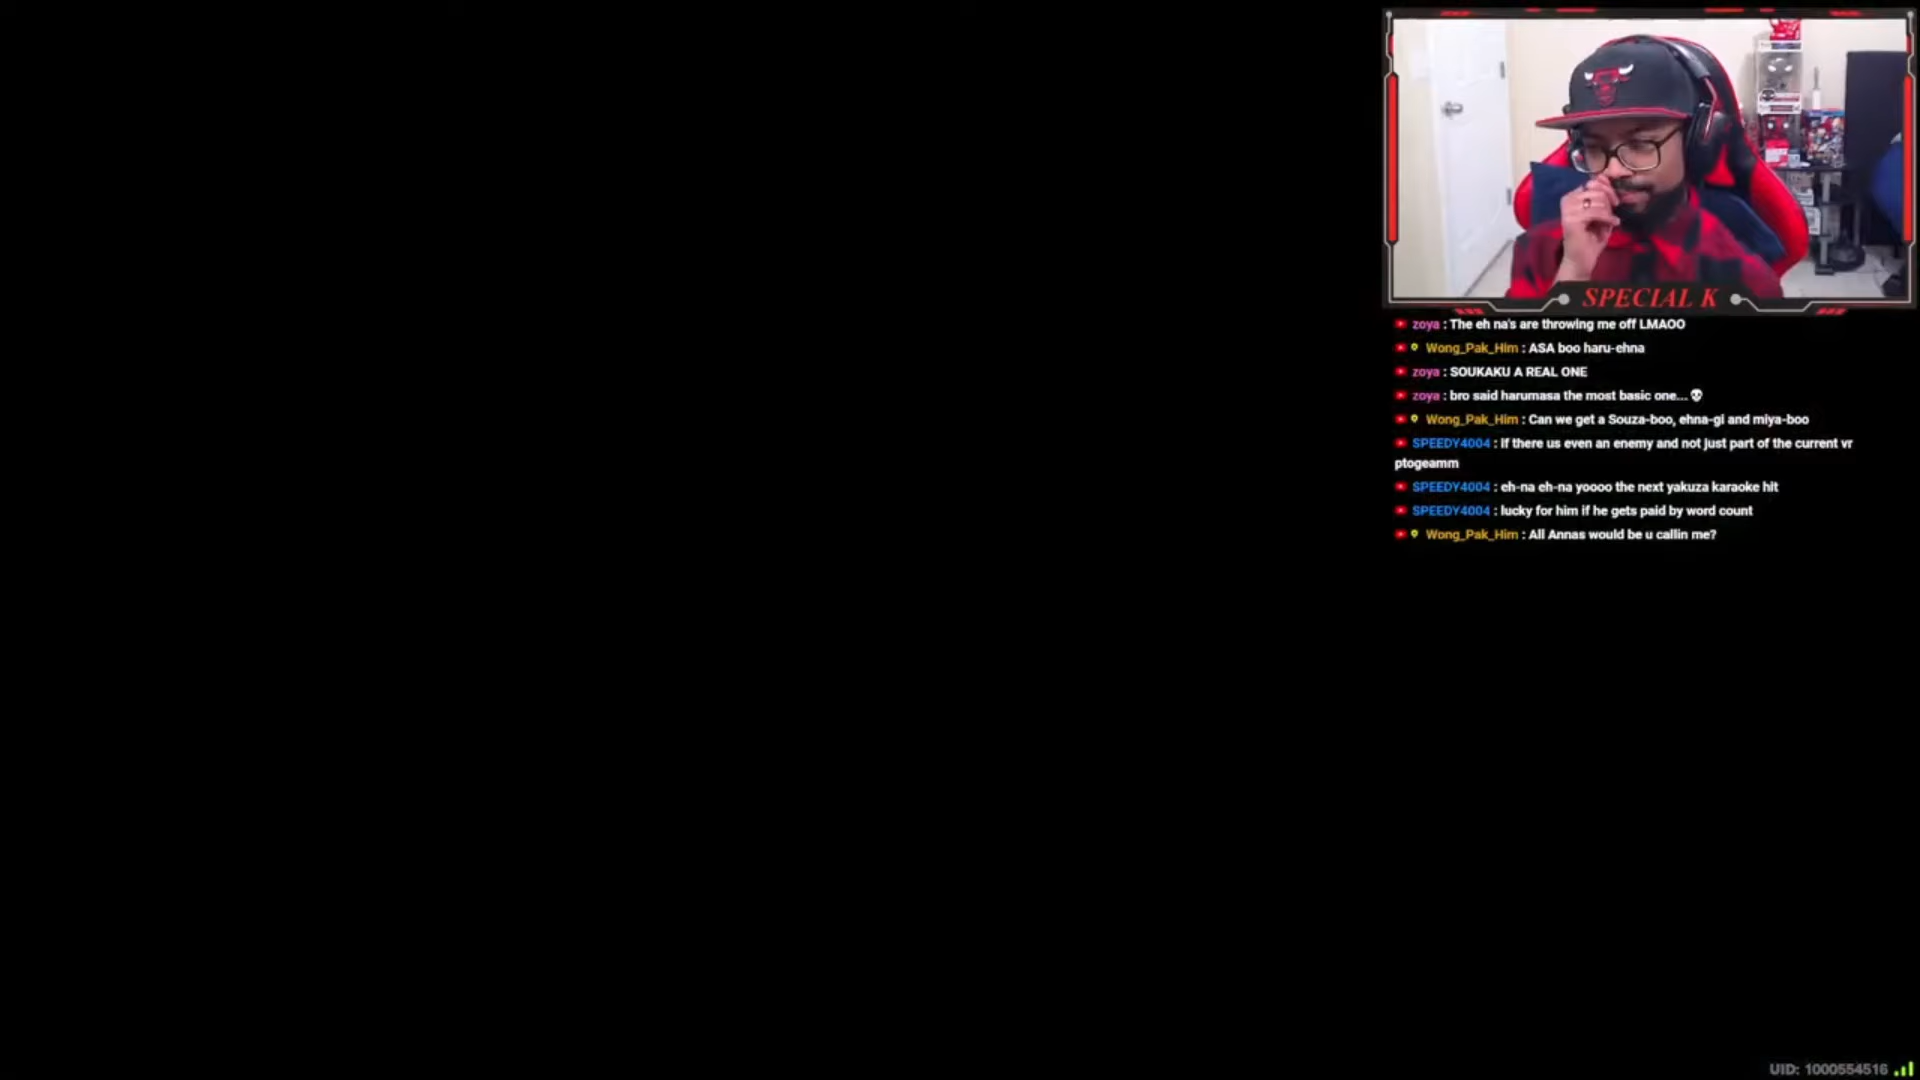 SPECIAL K
zoya : The eh na's are throwing me off LMAOO
Wong_Pak_Him : ASA boo haru-ehna
zoya : SOUKAKU A REAL ONE
zoya : bro said harumasa the most basic one...💀
Wong_Pak_Him : Can we get a Souza-boo, ehna-gi and miya-boo
SPEEDY4004 : if there us even an enemy and not just part of the current vr
ptogeamm
SPEEDY4004 : eh-na eh-na yoooo the next yakuza karaoke hit
SPEEDY4004 : lucky for him if he gets paid by word count
Wong_Pak_Him : All Annas would be u callin me?
UID: 1000554516